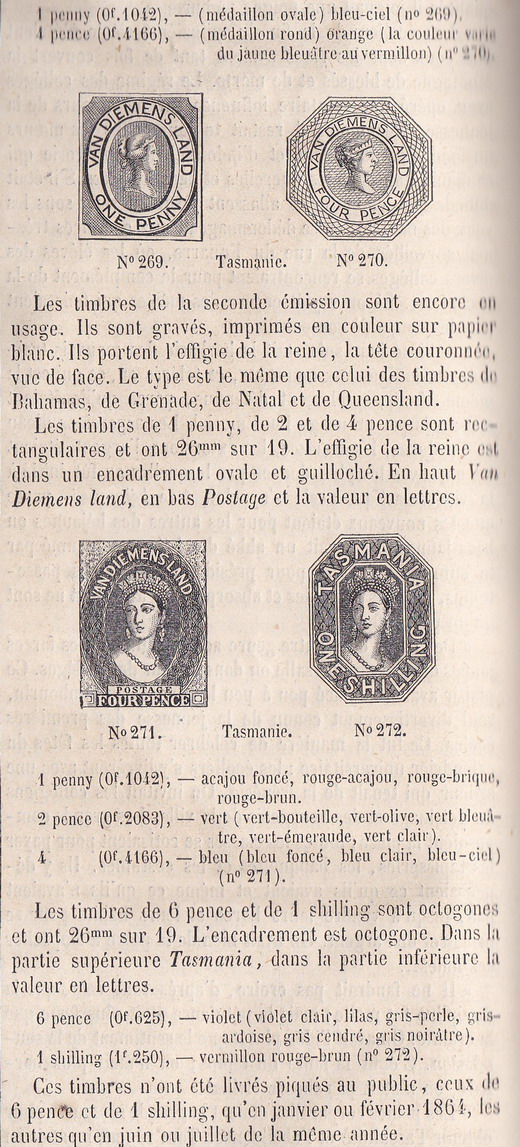 1 penny (0f.1042), — (médaillon ovale) bleu-ciel (no 269),
4 pence (0f.4166), — (médaillon rond) orange (la couleur varie
du jaune bleuâtre au vermillon) (no 270).
VAN DIEMENS LAND
ONE PENNY
VAN DIEMENS LAND
FOUR PENCE
No 269. Tasmanie. No 270.
Les timbres de la seconde émission sont encore en
usage. Ils sont gravés, imprimés en couleur sur papier
blanc. Ils portent l'effigie de la reine, la tête couronnée,
vue de face. Le type est le même que celui des timbres de
Bahamas, de Grenade, de Natal et de Queensland.
Les timbres de 1 penny, de 2 et de 4 pence sont rec-
tangulaires et ont 26mm sur 19. L'effigie de la reine est
dans un encadrement ovale et guilloché. En haut Van
Diemens land, en bas Postage et la valeur en lettres.
VAN DIEMENS LAND
POSTAGE
FOUR PENCE
TASMANIA
ONE SHILLING
No 271. Tasmanie. No 272.
1 penny (0f.1042), — acajou foncé, rouge-acajou, rouge-brique,
rouge-brun.
2 pence (0f.2083), — vert (vert-bouteille, vert-olive, vert bleuâ-
tre, vert-émeraude, vert clair).
4 (0f.4166), — bleu (bleu foncé, bleu clair, bleu-ciel)
(no 271).
Les timbres de 6 pence et de 1 shilling sont octogones
et ont 26mm sur 19. L'encadrement est octogone. Dans la
partie supérieure Tasmania, dans la partie inférieure la
valeur en lettres.
6 pence (0f.625), — violet (violet clair, lilas, gris-perle, gris-
ardoise, gris cendré, gris noirâtre).
1 shilling (1f.250), — vermillon rouge-brun (no 272).
Ces timbres n'ont été livrés piqués au public, ceux de
6 pence et de 1 shilling, qu'en janvier ou février 1864, les
autres qu'en juin ou juillet de la même année.